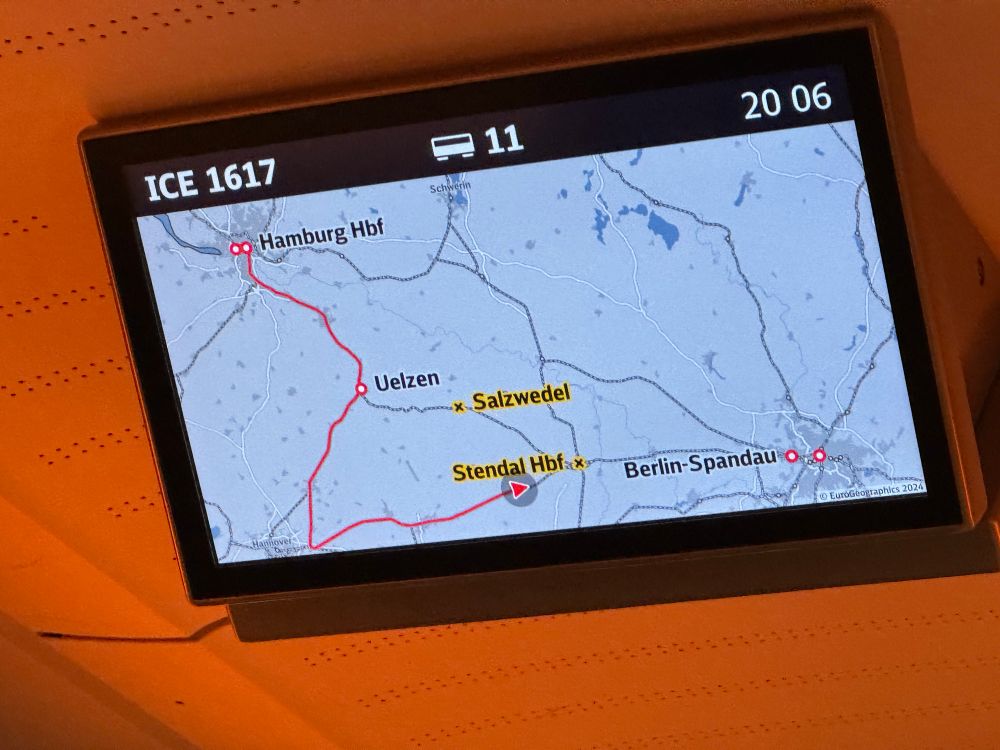 ICE 1617
11
20 06
Schwerin
Hamburg Hbf
Uelzen
Salzwedel
Stendal Hbf
Berlin-Spandau
Hannover
© EuroGeographics 2024